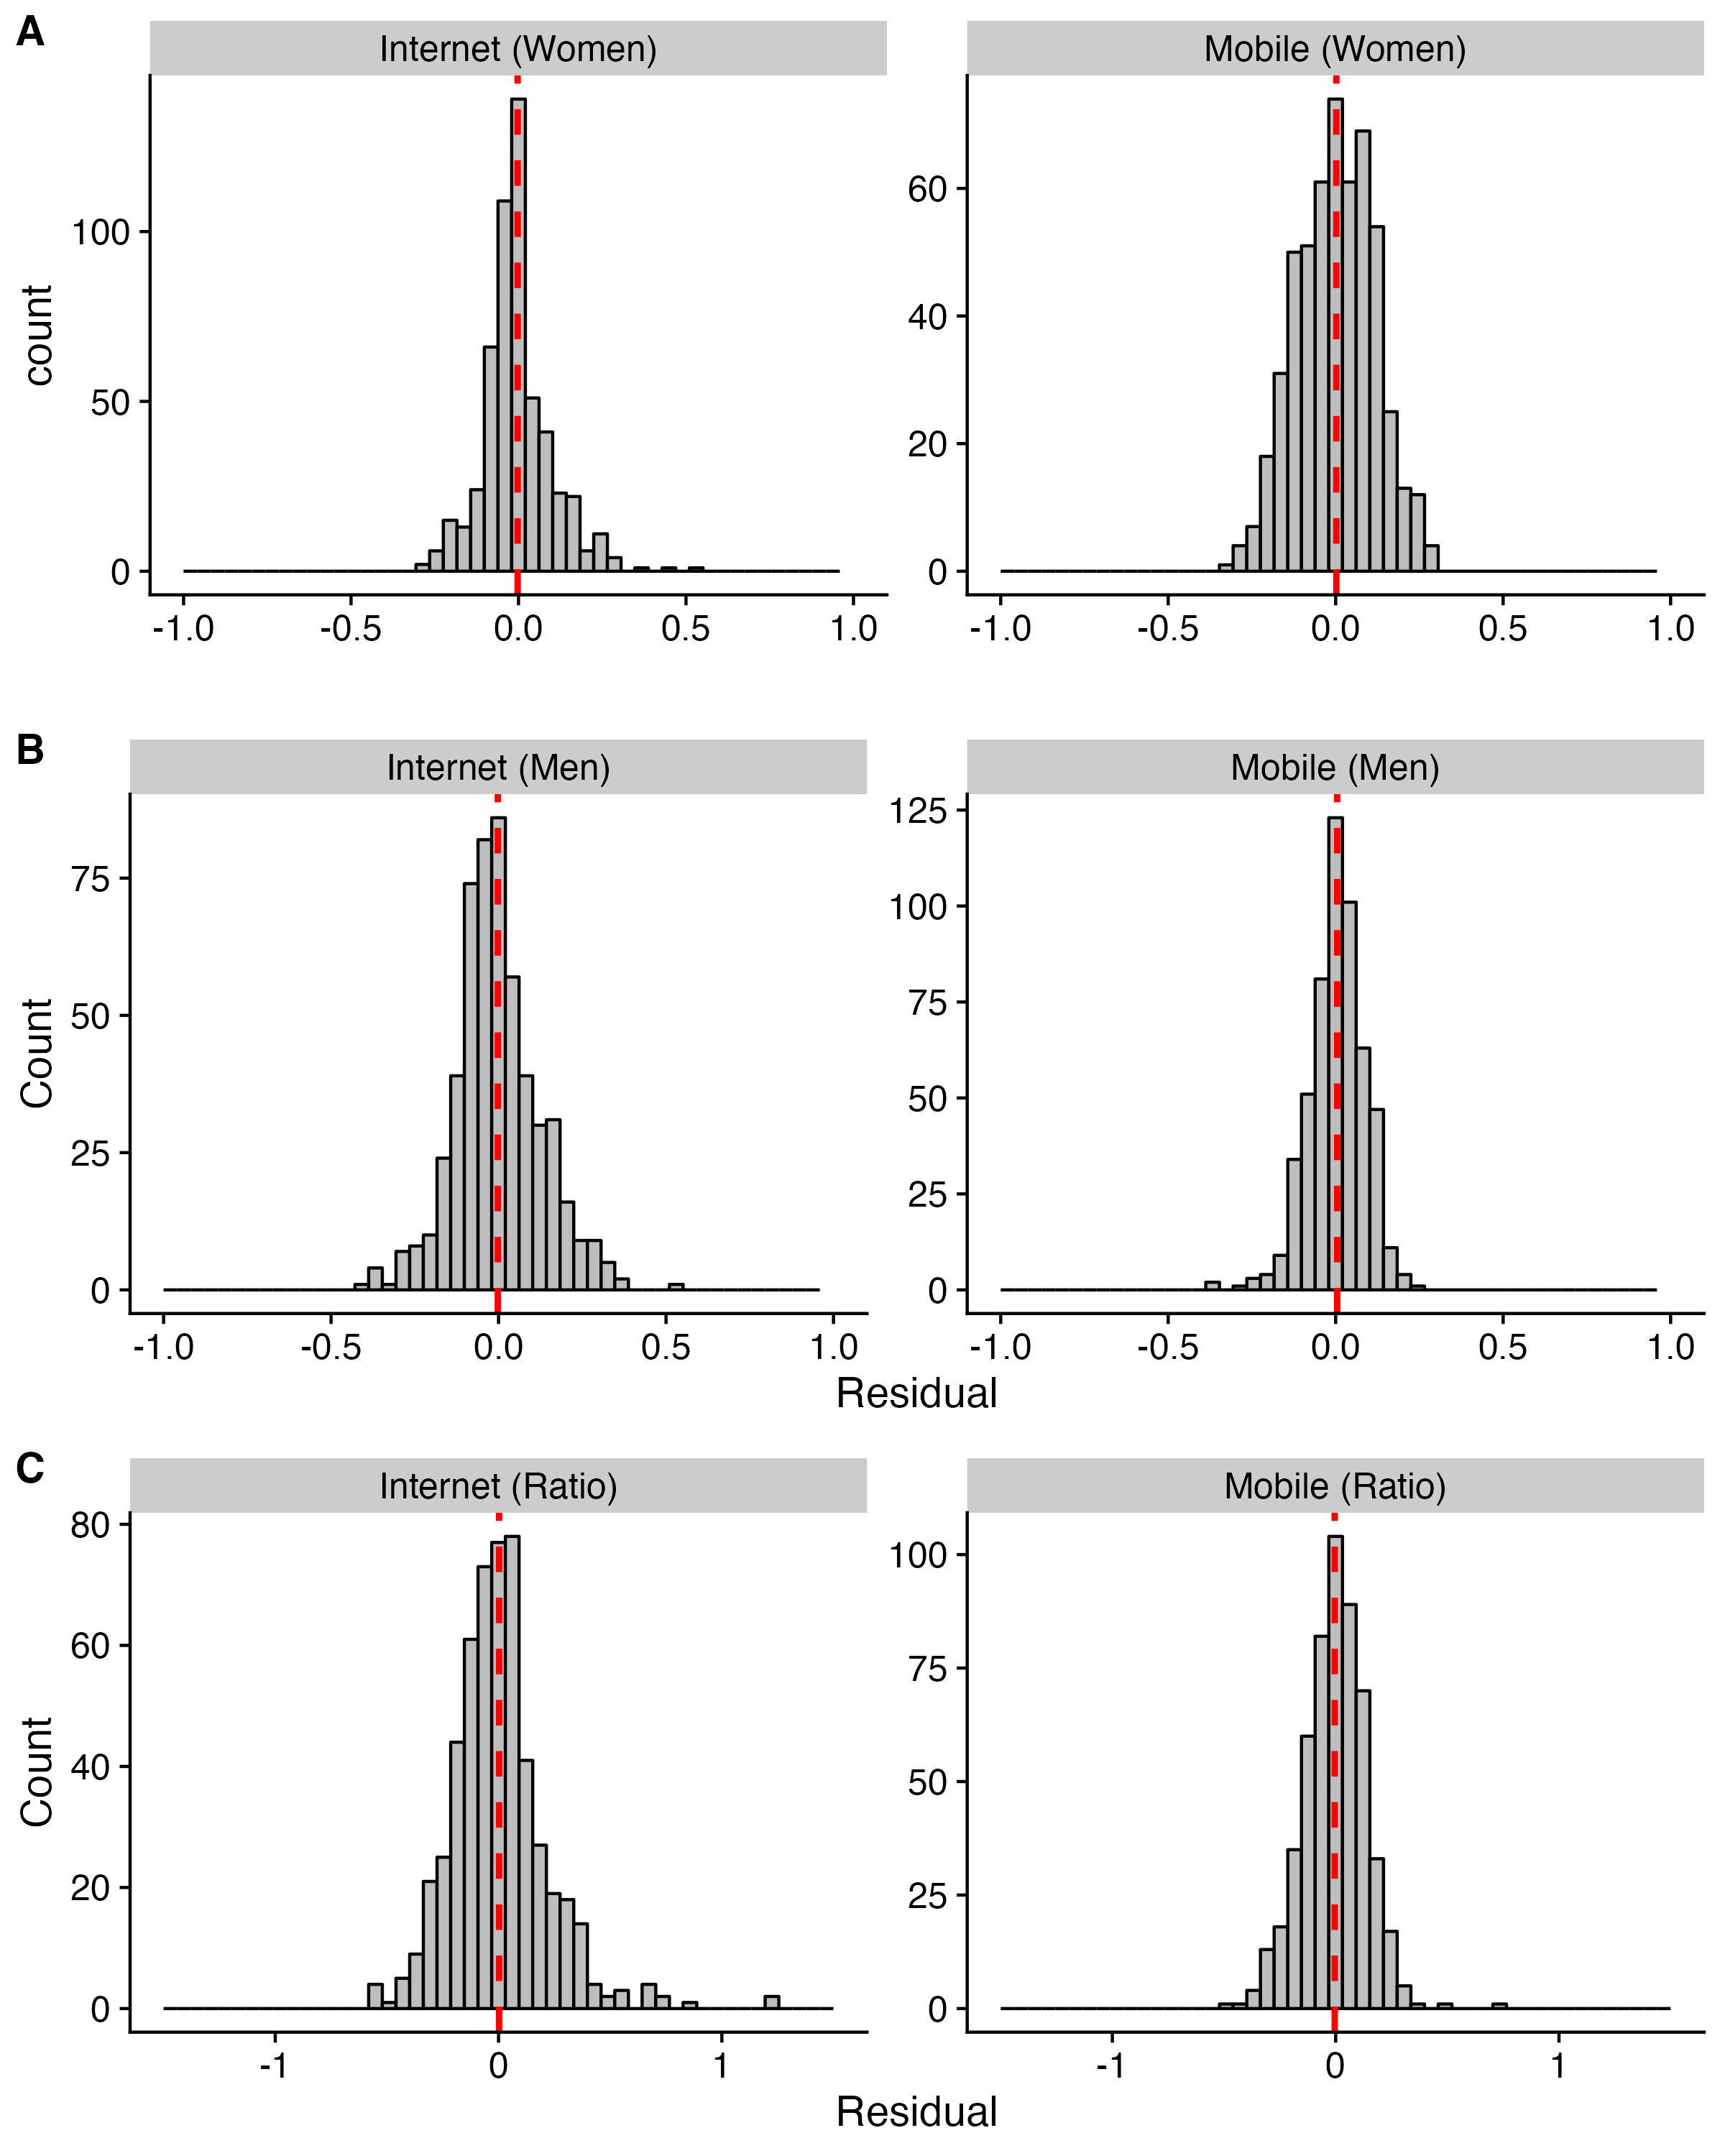 A
Internet (Women)
Mobile (Women)
count
100
50
0
60
40
20
0
-1.0 -0.5 0.0 0.5 1.0
-1.0 -0.5 0.0 0.5 1.0
B
Internet (Men)
Mobile (Men)
Count
75
50
25
0
125
100
75
50
25
0
-1.0 -0.5 0.0 0.5 1.0
-1.0 -0.5 0.0 0.5 1.0
Residual
C
Internet (Ratio)
Mobile (Ratio)
Count
80
60
40
20
0
100
75
50
25
0
-1 0 1
-1 0 1
Residual